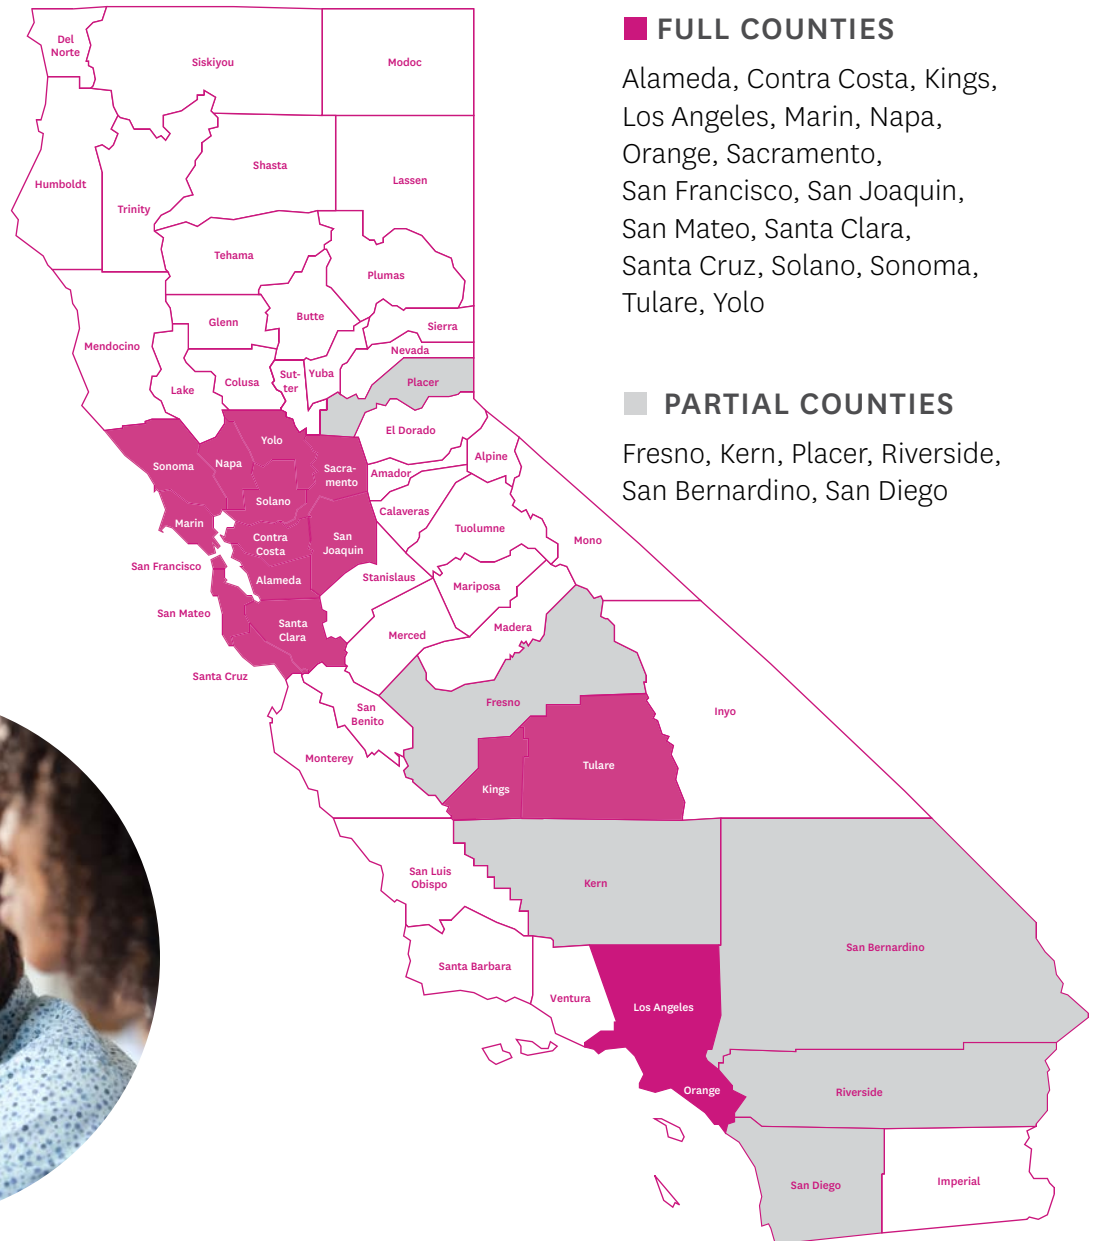 FULL COUNTIES
Alameda, Contra Costa, Kings,
Los Angeles, Marin, Napa,
Orange, Sacramento,
San Francisco, San Joaquin,
San Mateo, Santa Clara,
Santa Cruz, Solano, Sonoma,
Tulare, Yolo
PARTIAL COUNTIES
Fresno, Kern, Placer, Riverside,
San Bernardino, San Diego
Del
Norte
Siskiyou
Modoc
Humboldt
Trinity
Shasta
Lassen
Tehama
Plumas
Mendocino
Glenn
Butte
Sierra
Nevada
Lake
Colusa
Sut-
ter
Yuba
Placer
El Dorado
Sonoma
Napa
Yolo
Sacra-
mento
Amador
Alpine
Solano
Calaveras
Marin
Contra
Costa
San
Joaquin
Tuolumne
Mono
San Francisco
Alameda
Stanislaus
Mariposa
San Mateo
Santa
Clara
Merced
Madera
Santa Cruz
San
Benito
Fresno
Inyo
Monterey
Kings
Tulare
San Luis
Obispo
Kern
San Bernardino
Santa Barbara
Ventura
Los Angeles
Orange
Riverside
San Diego
Imperial